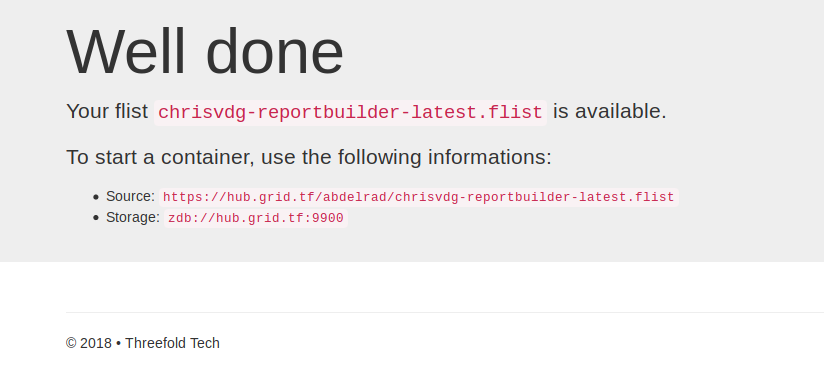 Well done
Your flist chrisvdg-reportbuilder-latest.flist is available.
To start a container, use the following informations:
• Source: https://hub.grid.tf/abdelrad/chrisvdg-reportbuilder-latest.flist
• Storage: zdb://hub.grid.tf:9900
© 2018 • Threefold Tech